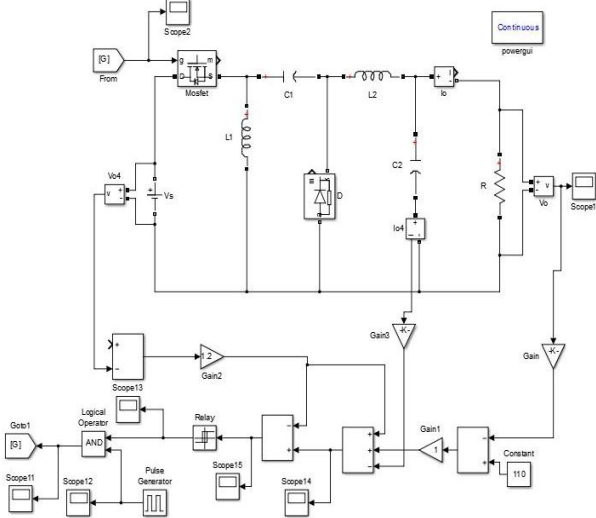 Scope2
Continuous
powergui
[G]
From
g
m
D
S
Mosfet
C1
L2
i
+
-
Io
L1
Vo4
v
+
-
Vs
m
D
C2
Io4
R
+
-
v
Vo
Scope1
-K-
Gain3
-K-
Gain
+
-
1.2
Gain2
Scope13
Goto1
[G]
Logical
Operator
AND
Relay
Gain1
1
Constant
110
Scope11
Scope12
Pulse
Generator
Scope15
Scope14